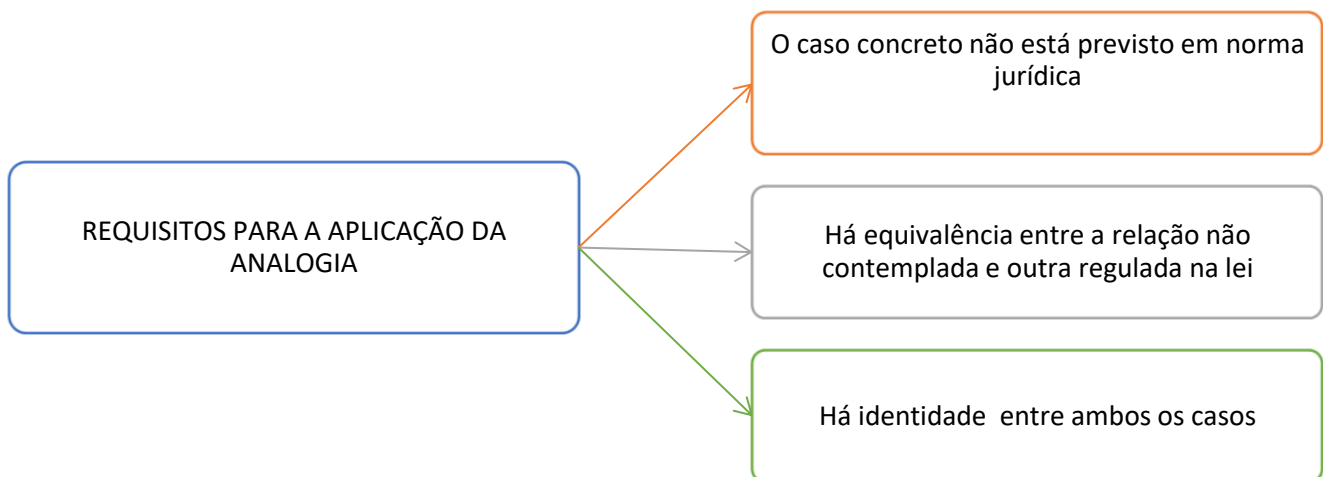 O caso concreto não está previsto em norma
jurídica
REQUISITOS PARA A APLICAÇÃO DA
ANALOGIA
Há equivalência entre a relação não
contemplada e outra regulada na lei
Há identidade  entre ambos os casos